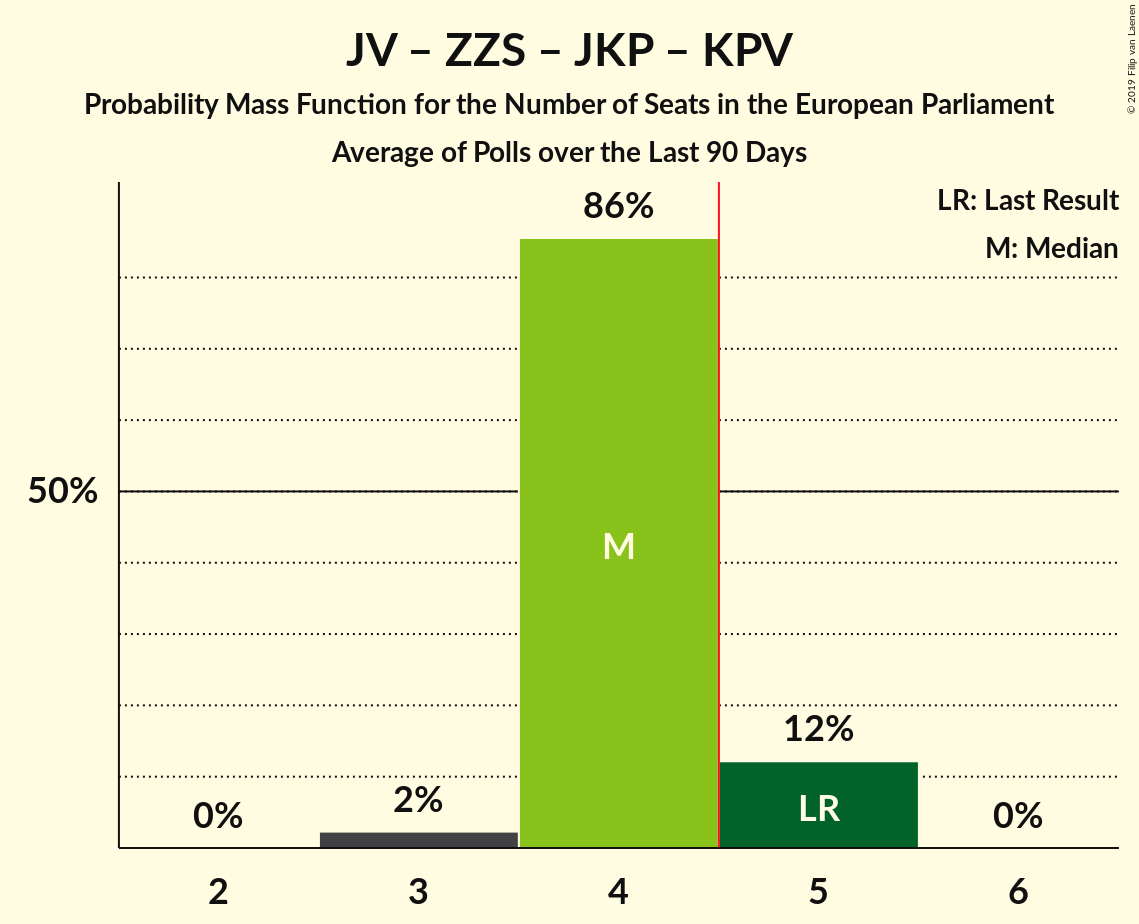 JV – ZZS – JKP – KPV
Probability Mass Function for the Number of Seats in the European Parliament
Average of Polls over the Last 90 Days
© 2019 Filip van Laenen
LR: Last Result
M: Median
86%
50%
M
12%
2%
LR
0%
0%
2 3 4 5 6